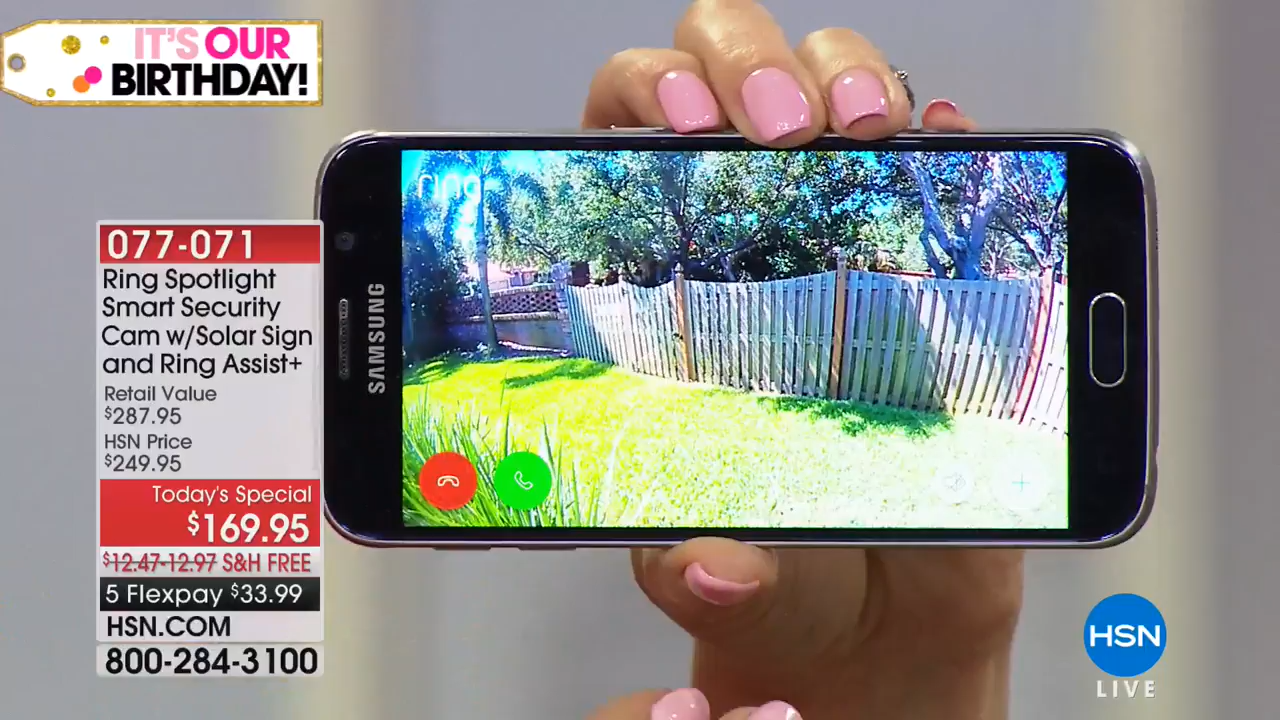 IT'S OUR
BIRTHDAY!
077-071
Ring Spotlight
Smart Security
Cam w/Solar Sign
and Ring Assist+
Retail Value
$287.95
HSN Price
$249.95
Today's Special
$169.95
$12.47-12.97 S&H FREE
5 Flexpay $33.99
HSN.COM
800-284-3100
ring
SAMSUNG
HSN
LIVE